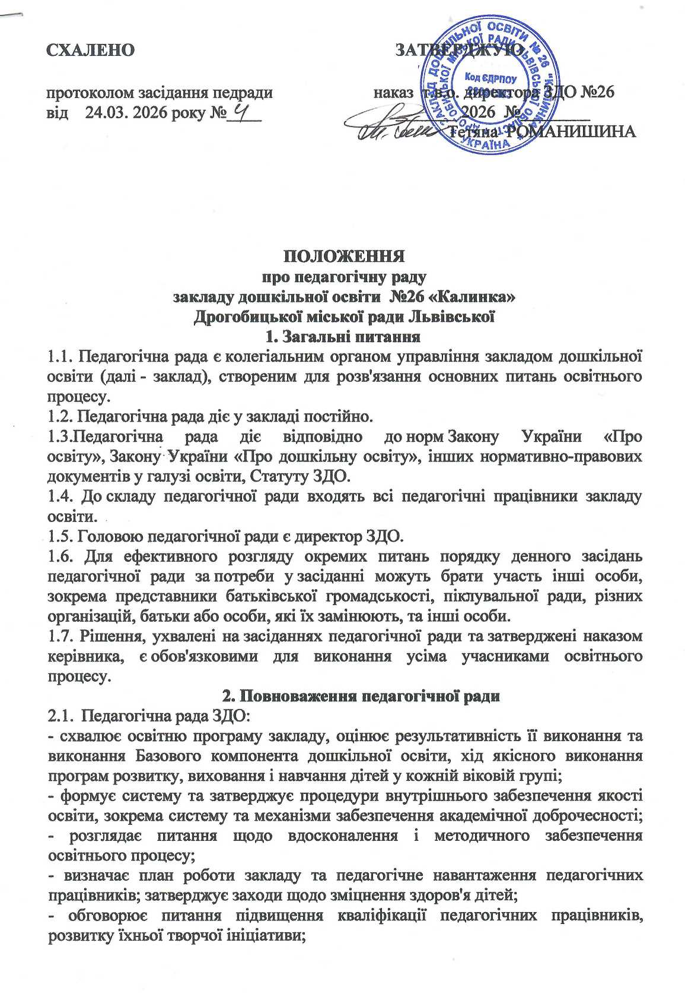 СХАЛЕНО ЗАТВЕРДЖУЮ
протоколом засідання педради наказ т.в.о. директора ЗДО №26
від 24.03. 2026 року №4 2026 №
Тетяна РОМАНИШИНА
ЗАКЛАД ДОШКІЛЬНОЇ ОСВІТИ №26 "КАЛИНКА"
ДРОГОБИЦЬКОЇ МІСЬКОЇ РАДИ ЛЬВІВСЬКОЇ ОБЛАСТІ
* УКРАЇНА *
Код ЄДРПОУ
ПОЛОЖЕННЯ
про педагогічну раду
закладу дошкільної освіти №26 «Калинка»
Дрогобицької міської ради Львівської
1. Загальні питання
1.1. Педагогічна рада є колегіальним органом управління закладом дошкільної
освіти (далі - заклад), створеним для розв'язання основних питань освітнього
процесу.
1.2. Педагогічна рада діє у закладі постійно.
1.3.Педагогічна рада діє відповідно до норм Закону України «Про
освіту», Закону України «Про дошкільну освіту», інших нормативно-правових
документів у галузі освіти, Статуту ЗДО.
1.4. До складу педагогічної ради входять всі педагогічні працівники закладу
освіти.
1.5. Головою педагогічної ради є директор ЗДО.
1.6. Для ефективного розгляду окремих питань порядку денного засідань
педагогічної ради за потреби у засіданні можуть брати участь інші особи,
зокрема представники батьківської громадськості, піклувальної ради, різних
організацій, батьки або особи, які їх замінюють, та інші особи.
1.7. Рішення, ухвалені на засіданнях педагогічної ради та затверджені наказом
керівника, є обов'язковими для виконання усіма учасниками освітнього
процесу.
2. Повноваження педагогічної ради
2.1. Педагогічна рада ЗДО:
- схвалює освітню програму закладу, оцінює результативність її виконання та
виконання Базового компонента дошкільної освіти, хід якісного виконання
програм розвитку, виховання і навчання дітей у кожній віковій групі;
- формує систему та затверджує процедури внутрішнього забезпечення якості
освіти, зокрема систему та механізми забезпечення академічної доброчесності;
- розглядає питання щодо вдосконалення і методичного забезпечення
освітнього процесу;
- визначає план роботи закладу та педагогічне навантаження педагогічних
працівників; затверджує заходи щодо зміцнення здоров'я дітей;
- обговорює питання підвищення кваліфікації педагогічних працівників,
розвитку їхньої творчої ініціативи;